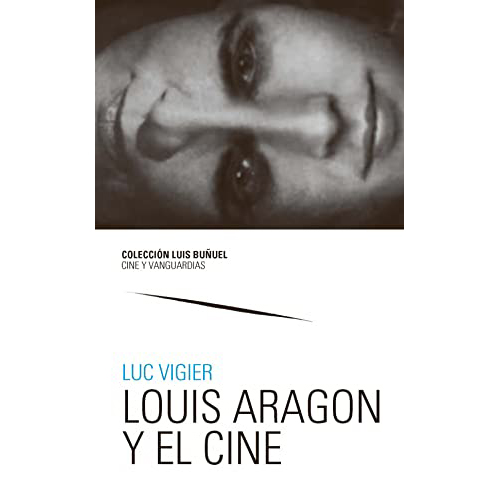 COLECCIÓN LUIS BUÑUEL
CINE Y VANGUARDIAS
LUC VIGIER
LOUIS ARAGON
Y EL CINE